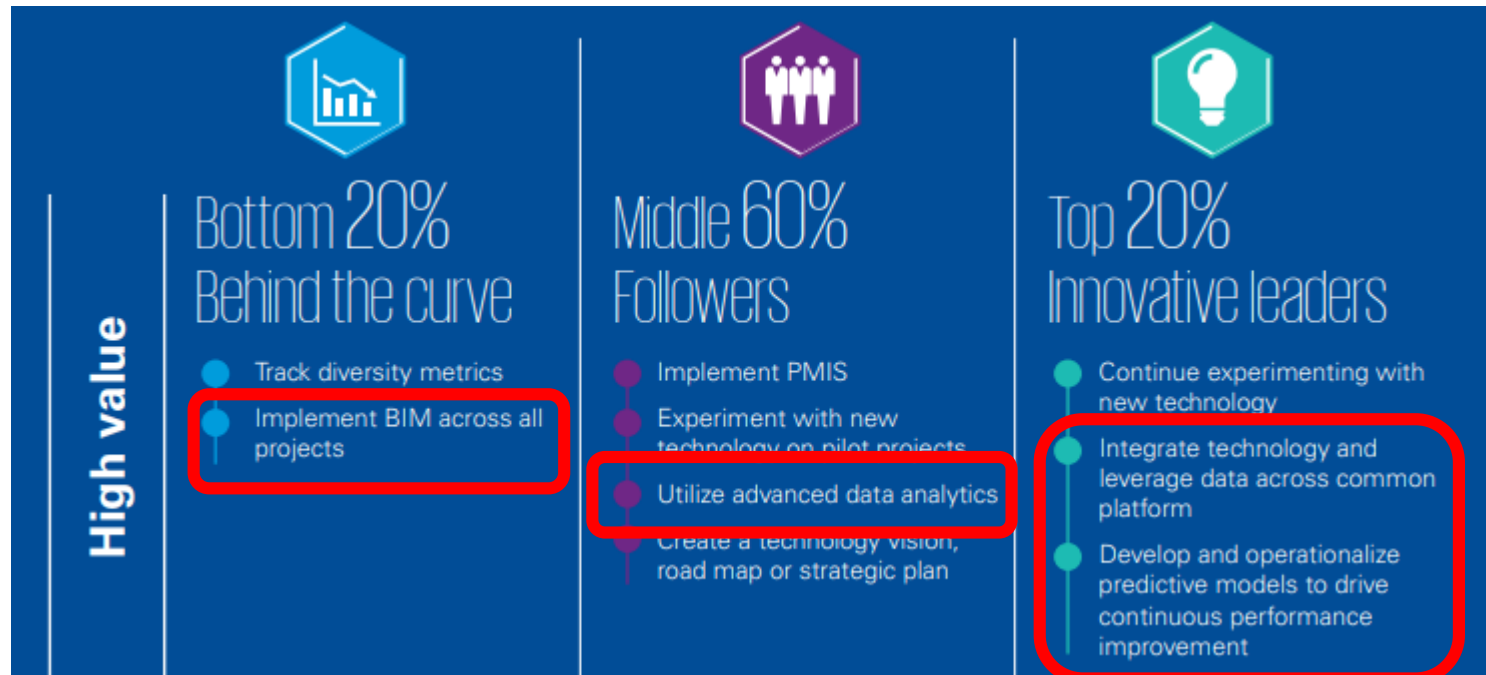 High value
Bottom 20%
Behind the curve
Track diversity metrics
Implement BIM across all
projects
Middle 60%
Followers
Implement PMIS
Experiment with new
technology on pilot projects
Utilize advanced data analytics
Create a technology vision,
road map or strategic plan
Top 20%
Innovative leaders
Continue experimenting with
new technology
Integrate technology and
leverage data across common
platform
Develop and operationalize
predictive models to drive
continuous performance
improvement